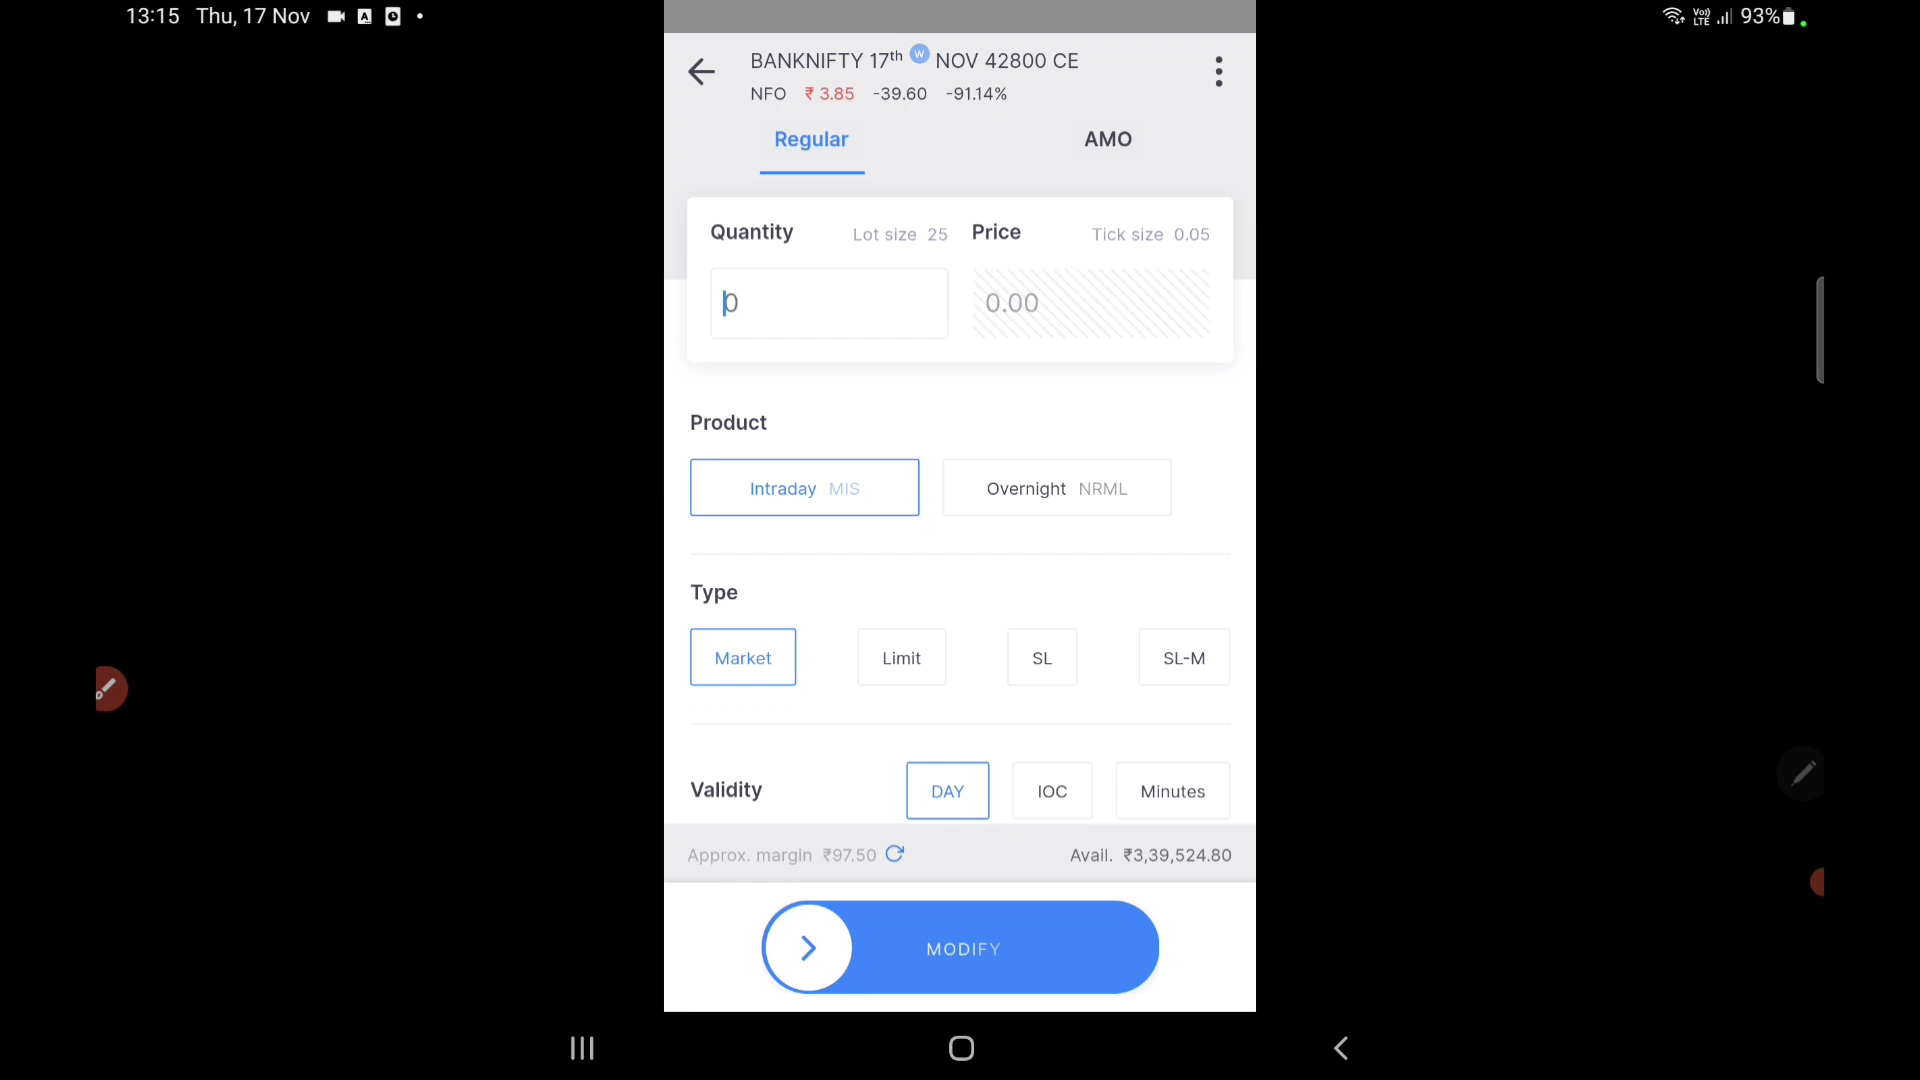 13:15 Thu, 17 Nov
Vo))
LTE
93%
BANKNIFTY 17th W NOV 42800 CE
NFO ₹ 3.85 -39.60 -91.14%
Regular AMO
Quantity Lot size 25 Price Tick size 0.05
0 0.00
Product
Intraday MIS Overnight NRML
Type
Market Limit SL SL-M
Validity DAY IOC Minutes
Approx. margin ₹97.50 Avail. ₹3,39,524.80
MODIFY